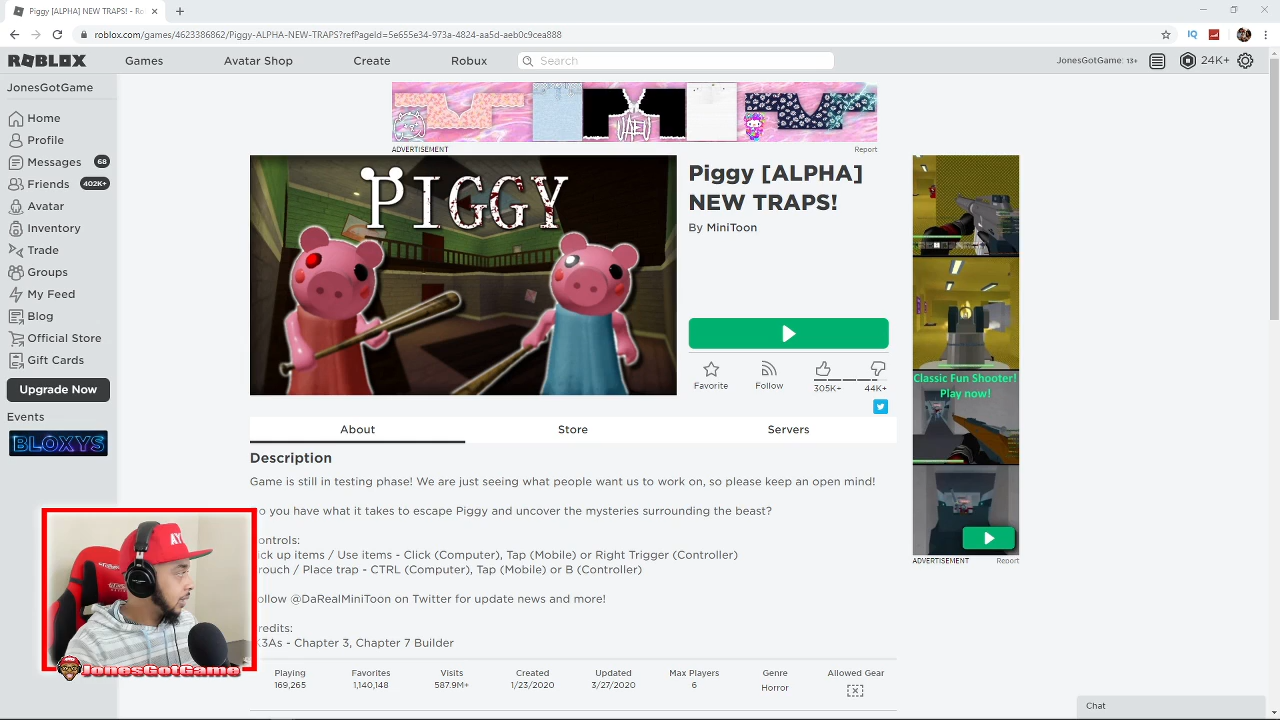 Piggy [ALPHA] NEW TRAPS! - Ro
roblox.com/games/4623386862/Piggy-ALPHA-NEW-TRAPS?refPageId=5e655e34-973a-4824-aa5d-aeb0c9cea888
ROBLOX
Games
Avatar Shop
Create
Robux
Search
JonesGotGame: 13+
24K+
JonesGotGame
Home
Profile
Messages 68
Friends 402K+
Avatar
Inventory
Trade
Groups
My Feed
Blog
Official Store
Gift Cards
Upgrade Now
Events
BLOXYS
ADVERTISEMENT
Report
PIGGY
Piggy [ALPHA]
NEW TRAPS!
By MiniToon
Favorite
Follow
305K+
44K+
About
Store
Servers
Description
Game is still in testing phase! We are just seeing what people want us to work on, so please keep an open mind!
o you have what it takes to escape Piggy and uncover the mysteries surrounding the beast?
ontrols:
ck up items / Use items - Click (Computer), Tap (Mobile) or Right Trigger (Controller)
rouch / ace trap - CTRL (Computer), Tap (Mobile) or B (Controller)
ollow @DaRealMiniToon on Twitter for update news and more!
redits:
K3As - Chapter 3, Chapter 7 Builder
Playing
169,265
Favorites
1,140,148
Visits
587.9M+
Created
1/23/2020
Updated
3/27/2020
Max Players
6
Genre
Horror
Allowed Gear
Classic Fun Shooter!
Play now!
ADVERTISEMENT
Report
Chat
JonesGotGame